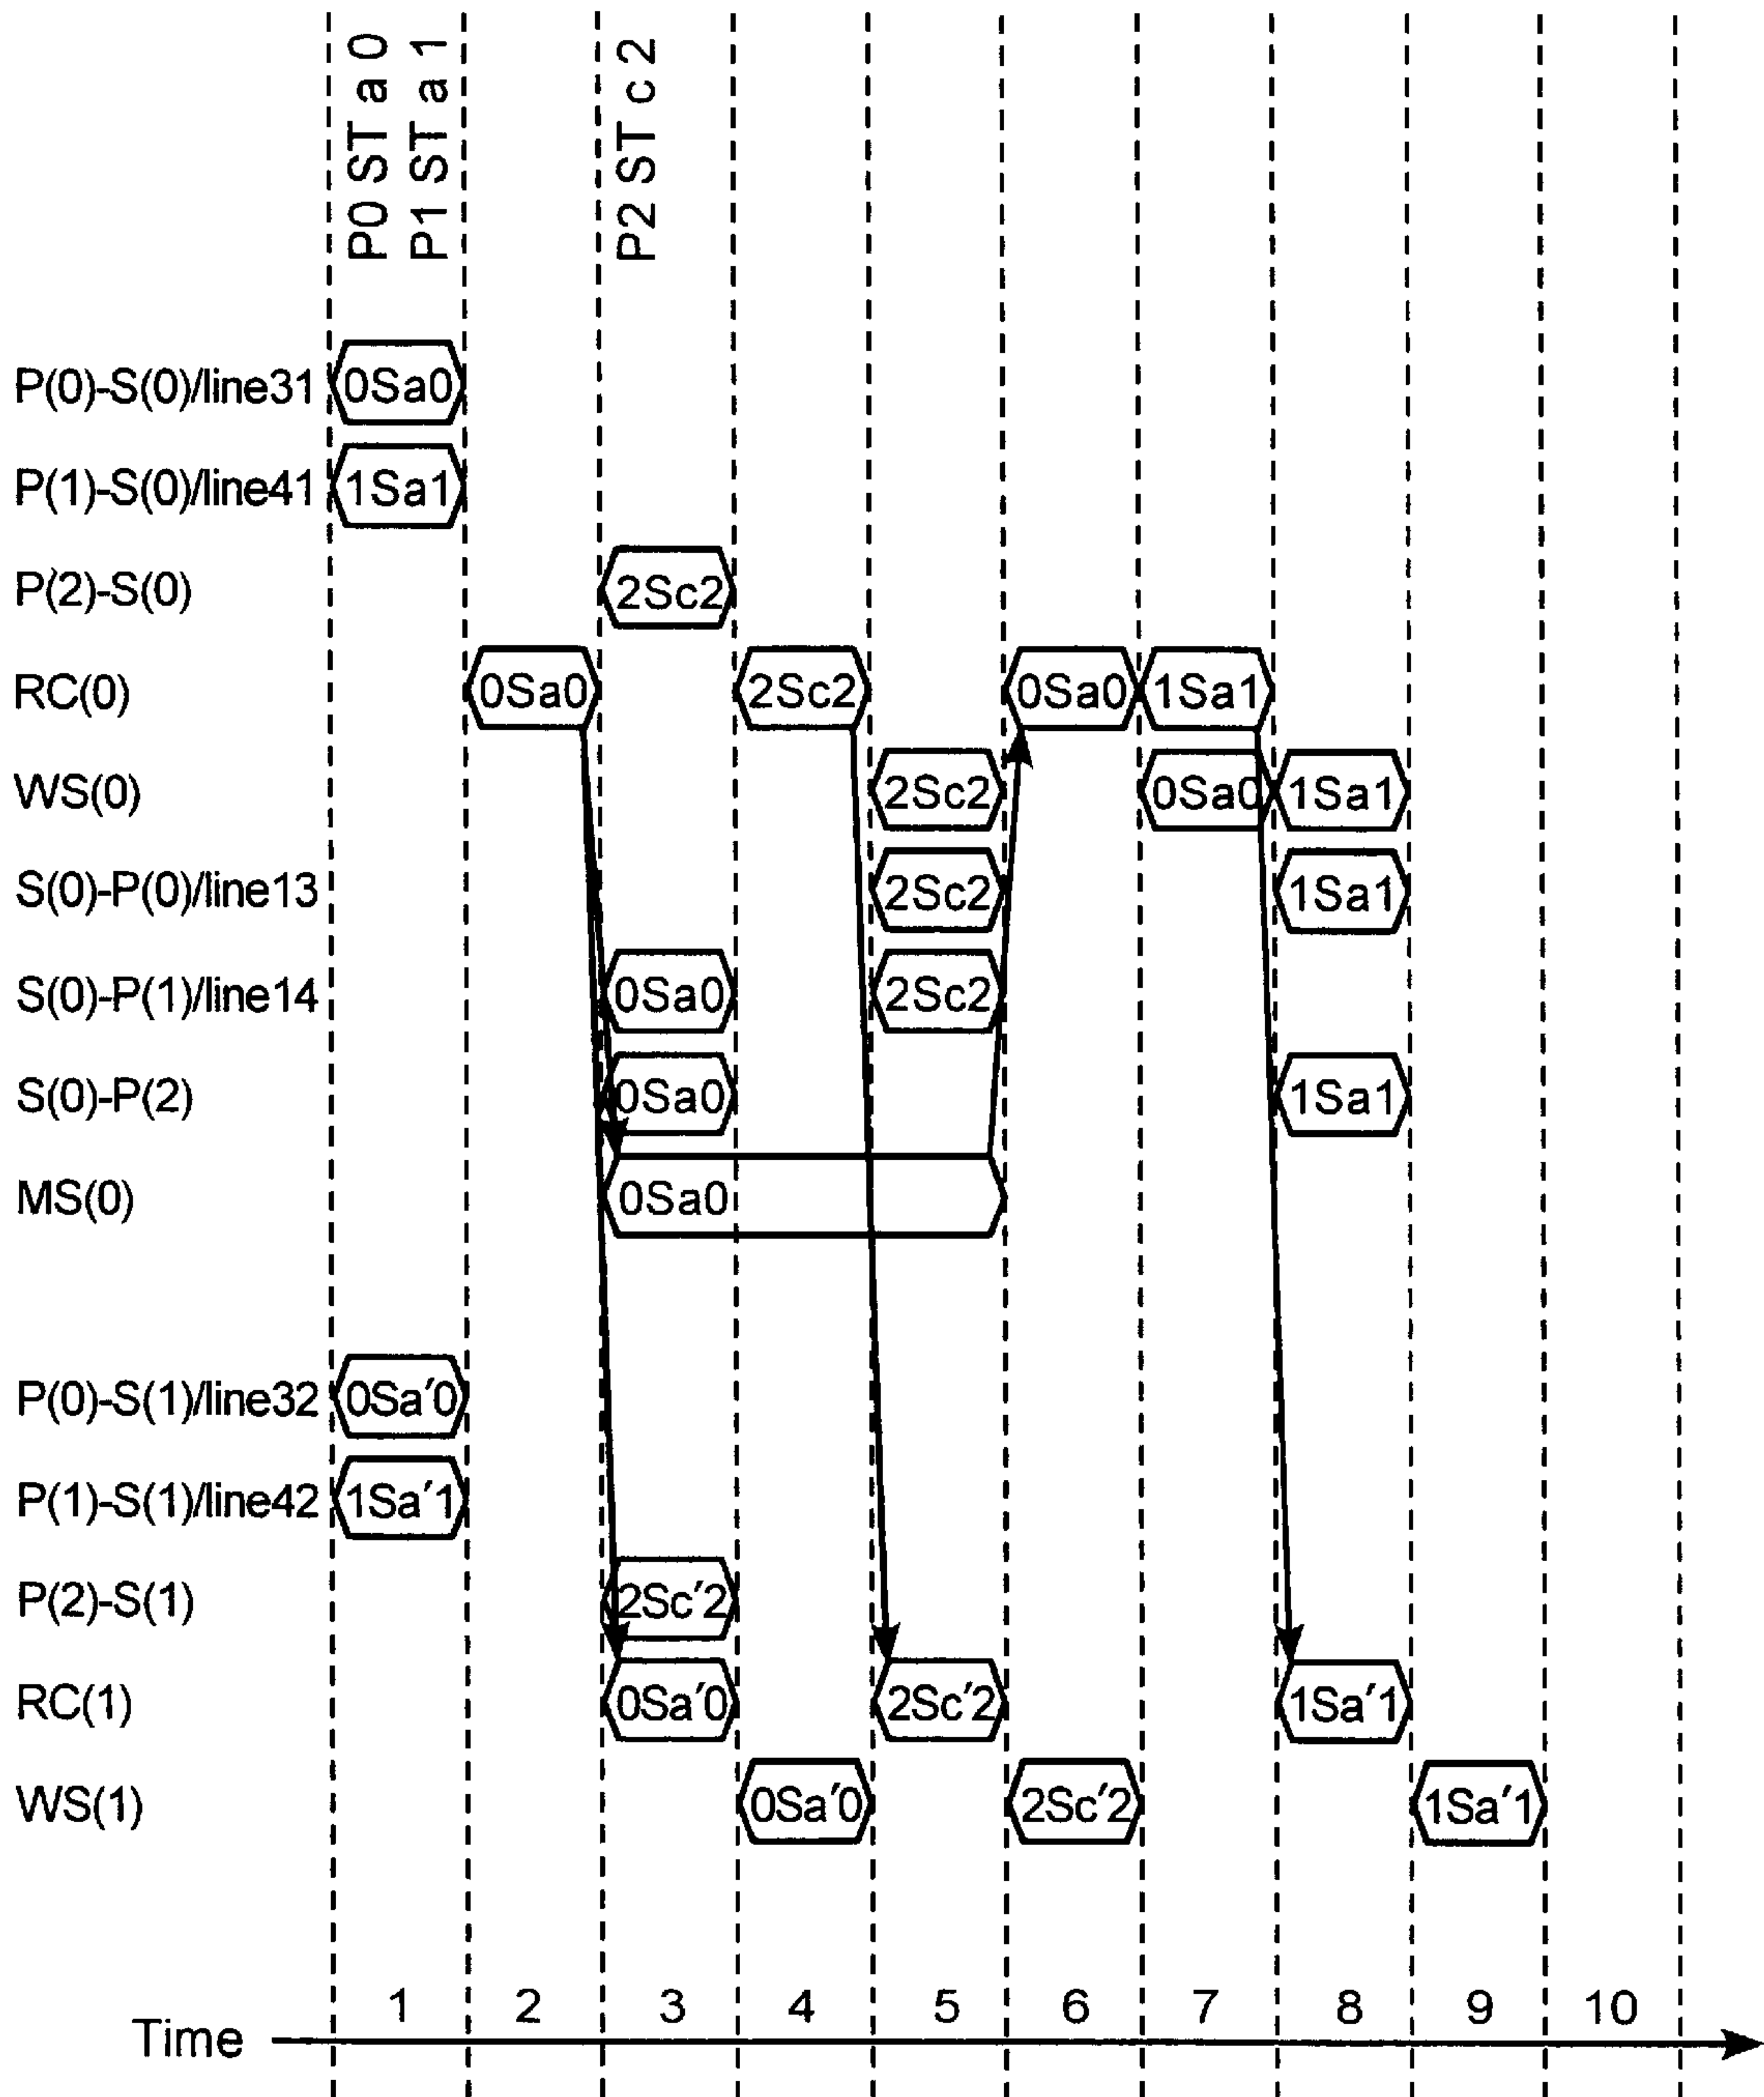 P0 ST a 0
P1 ST a 1
P2 ST c 2
P(0)-S(0)/line31 0Sa0
P(1)-S(0)/line41 1Sa1
P(2)-S(0) 2Sc2
RC(0) 0Sa0 2Sc2 0Sa0 1Sa1
WS(0) 2Sc2 0Sa0 1Sa1
S(0)-P(0)/line13 2Sc2 1Sa1
S(0)-P(1)/line14 0Sa0 2Sc2
S(0)-P(2) 0Sa0 1Sa1
MS(0) 0Sa0
P(0)-S(1)/line32 0Sa′0
P(1)-S(1)/line42 1Sa′1
P(2)-S(1) 2Sc′2
RC(1) 0Sa′0 2Sc′2 1Sa′1
WS(1) 0Sa′0 2Sc′2 1Sa′1
1 2 3 4 5 6 7 8 9 10
Time